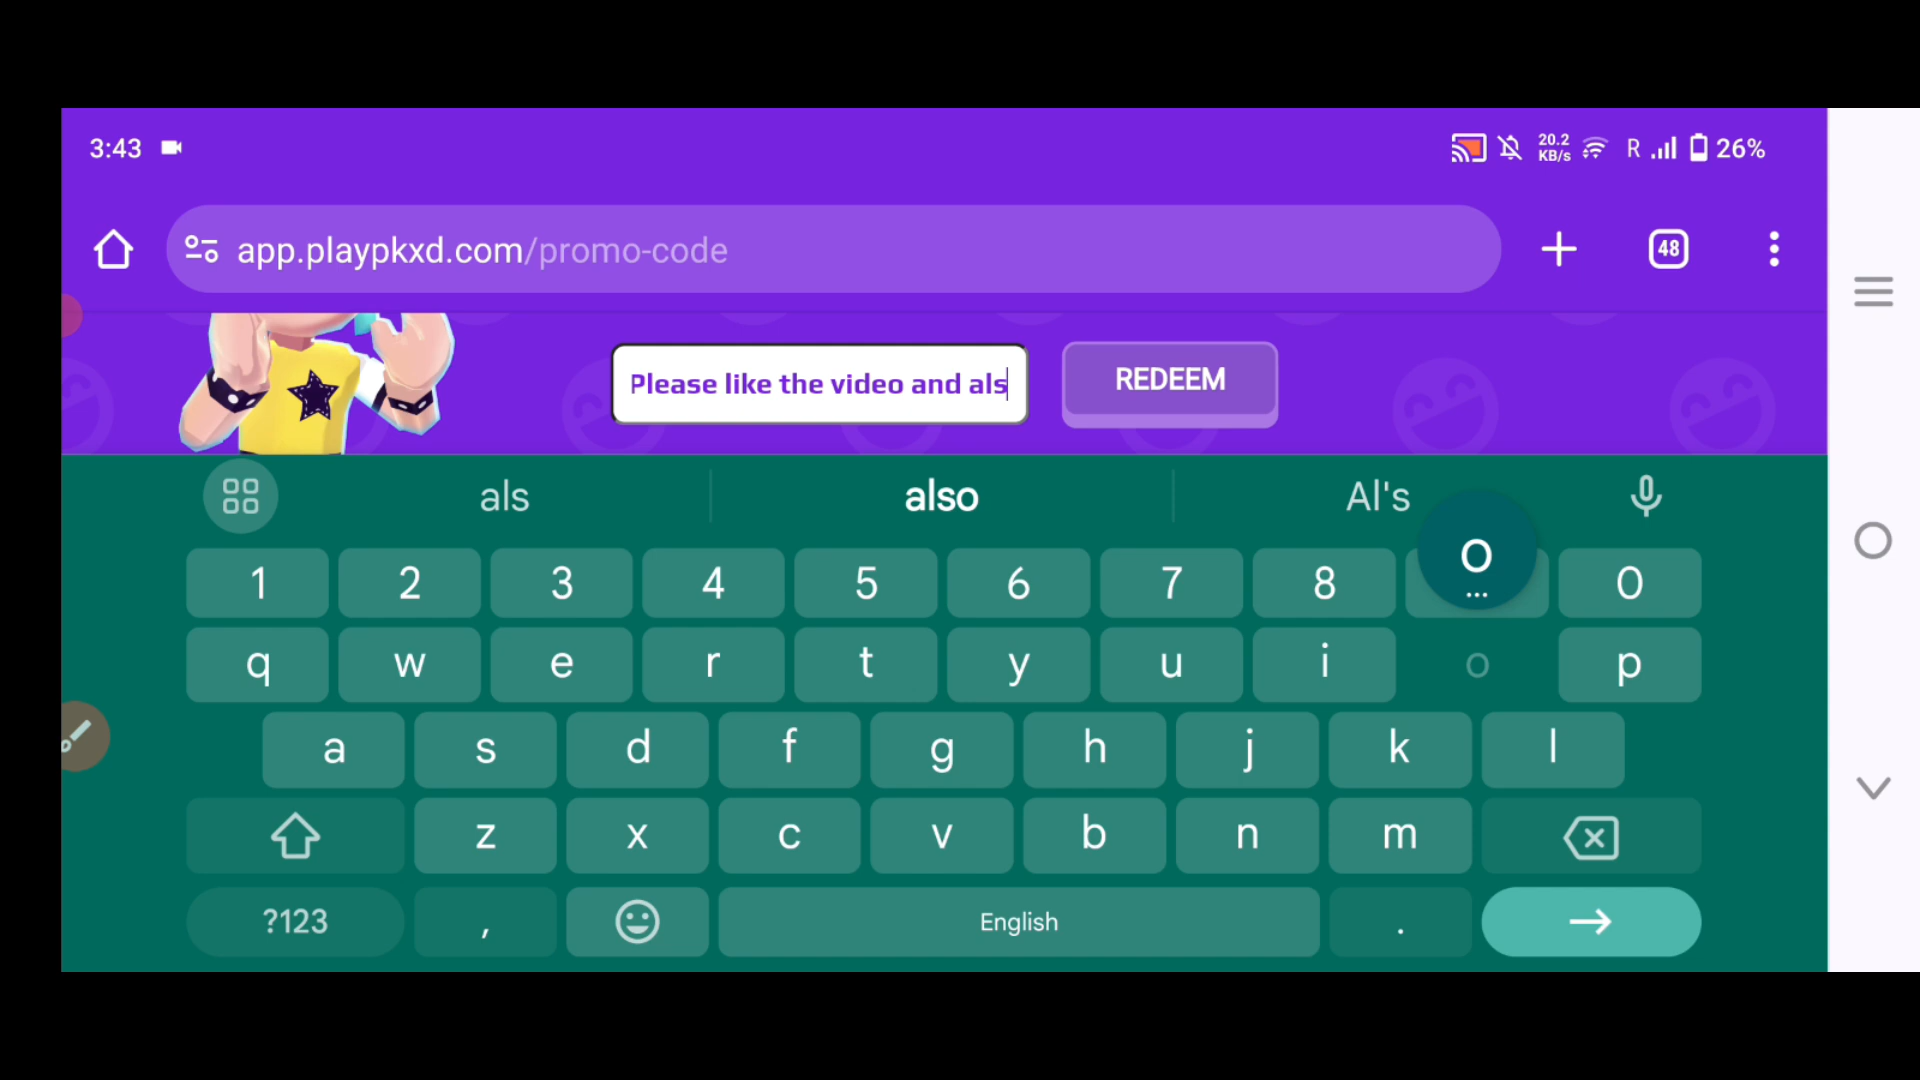 3:43 20.2 KB/s R 26%
app.playpkxd.com/promo-code 48
Please like the video and als REDEEM
als also Al's
o
1 2 3 4 5 6 7 8 0
q w e r t y u i o p
a s d f g h j k l
z x c v b n m
?123 , English .